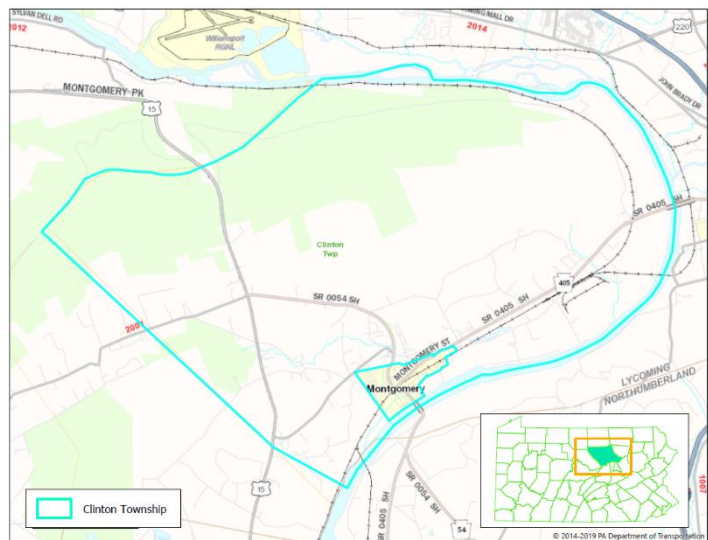 SYLVAN DELL RD
2012
Williamsport
RGNL
MALL DR
2014
220
JOHN BRADY DR
MONTGOMERY PK
15
SR 0405 SH
Clinton
Twp
405
SR 0054 SH
SR 0405 SH
2001
MONTGOMERY ST
Montgomery
LYCOMING
NORTHUMBERLAND
15
SR 0405 SH
SR 0054 SH
54
1007
Clinton Township
© 2014-2019 PA Department of Transportation